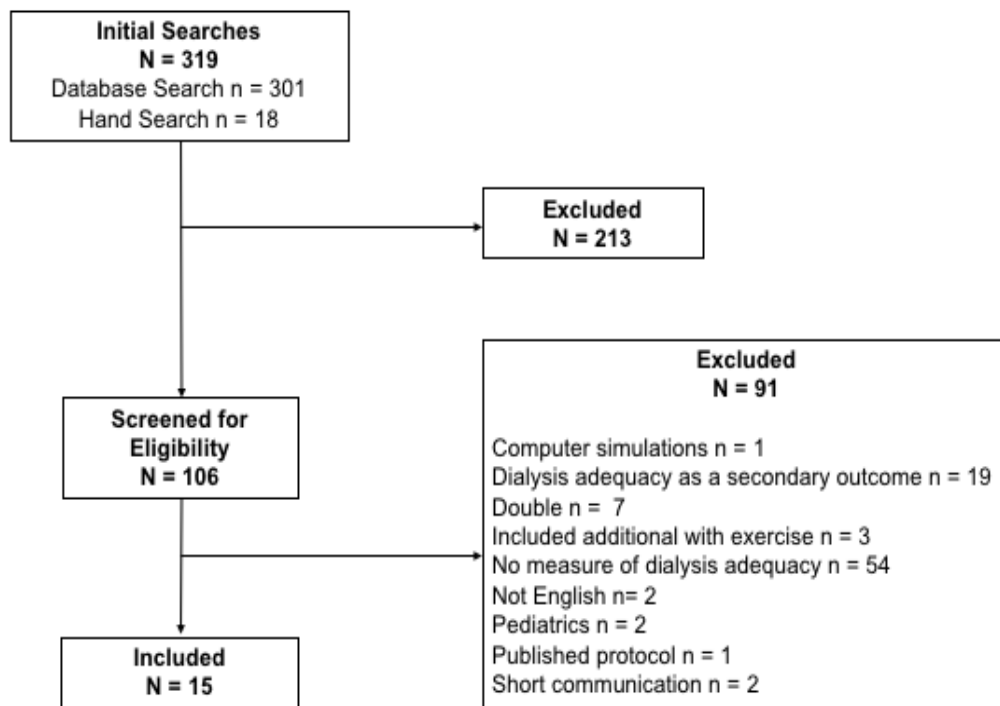 Initial Searches
N = 319
Database Search n = 301
Hand Search n = 18
Excluded
N = 213
Screened for
Eligibility
N = 106
Excluded
N = 91
Computer simulations n = 1
Dialysis adequacy as a secondary outcome n = 19
Double n =  7
Included additional with exercise n = 3
No measure of dialysis adequacy n = 54
Not English n= 2
Pediatrics n = 2
Published protocol n = 1
Short communication n = 2
Included
N = 15